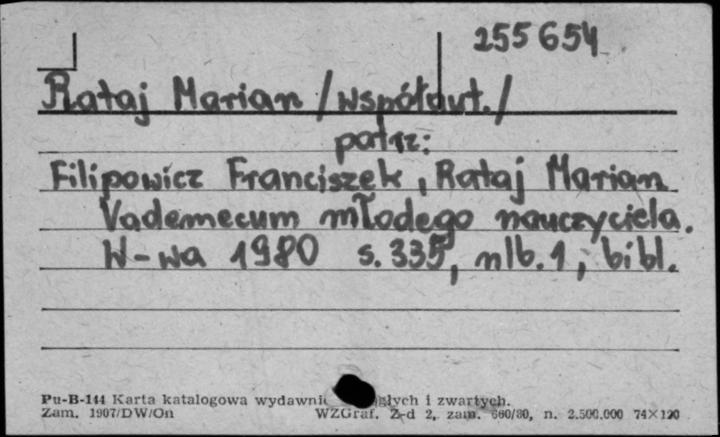 255654
Rataj Marian /współaut./
patrz:
Filipowicz Franciszek, Rataj Marian
Vademecum młodego nauczyciela.
W-wa 1980 s. 335, nlb. 1, bibl.
Pu-B-144 Karta katalogowa i zwartych.
Zam. 1907/DW/On WZGraf. Z-d 2, zam. 660/80, n. 2.500.000 74×120